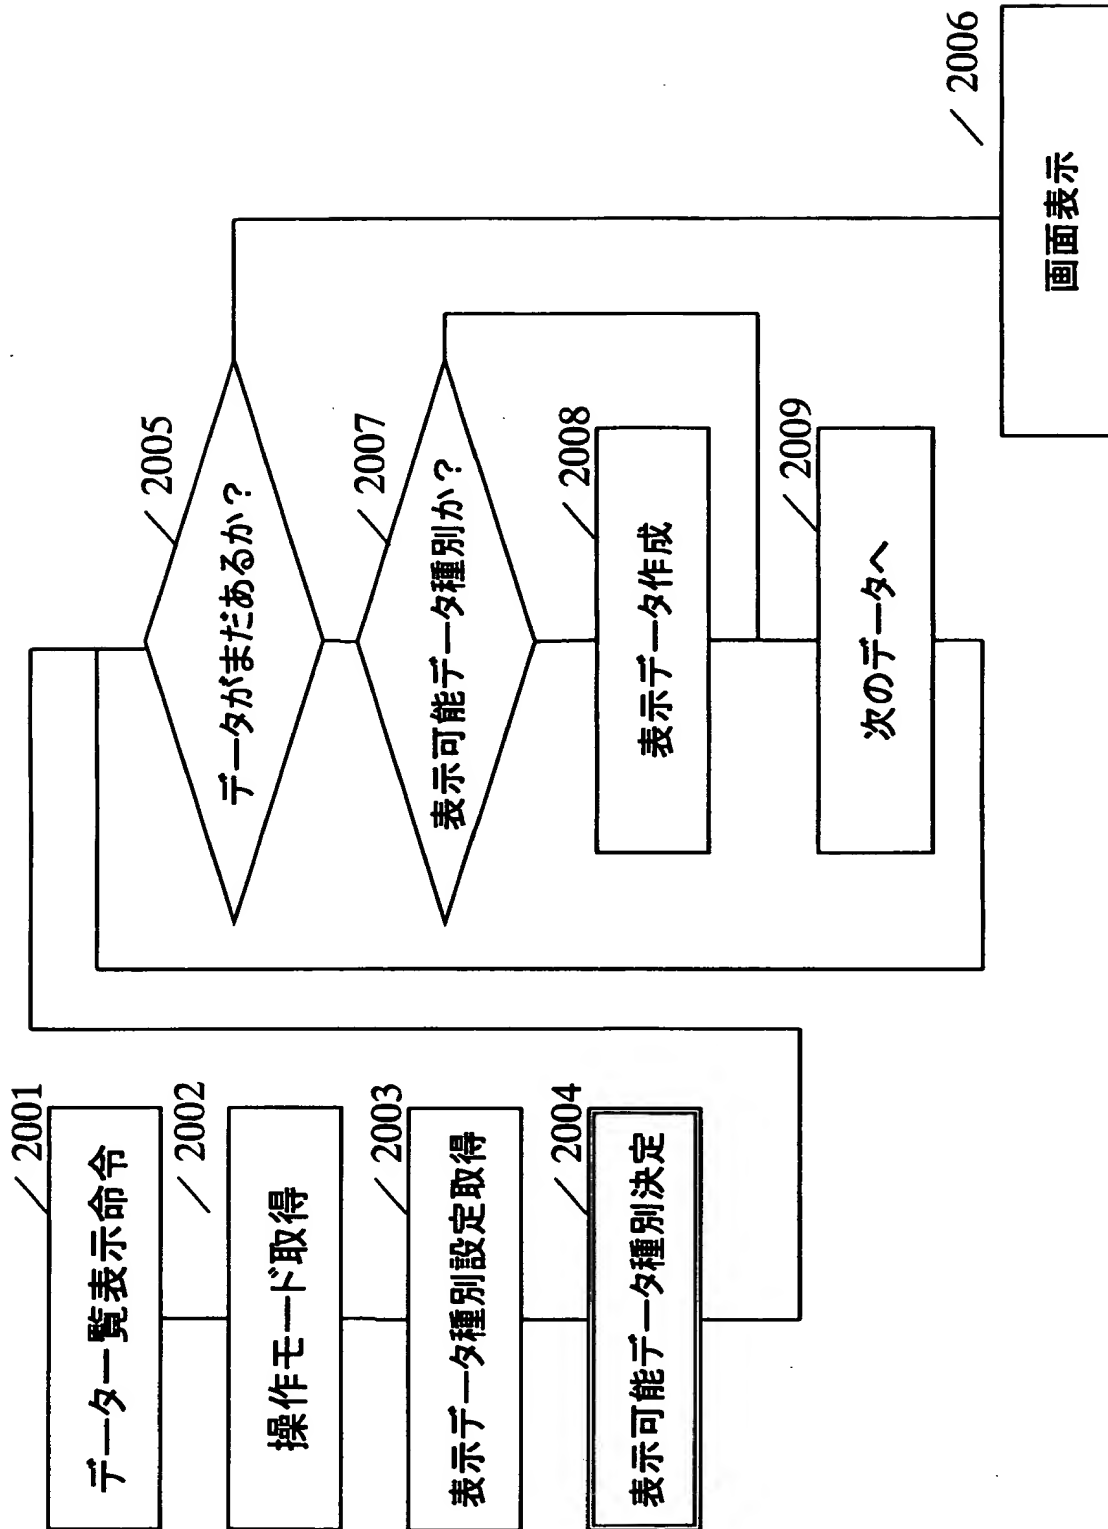 2001
データ一覧表示命令
2002
操作モード取得
2003
表示データ種別設定取得
2004
表示可能データ種別決定
2005
データがまだあるか?
2007
表示可能データ種別か?
2008
表示データ作成
2009
次のデータへ
2006
画面表示